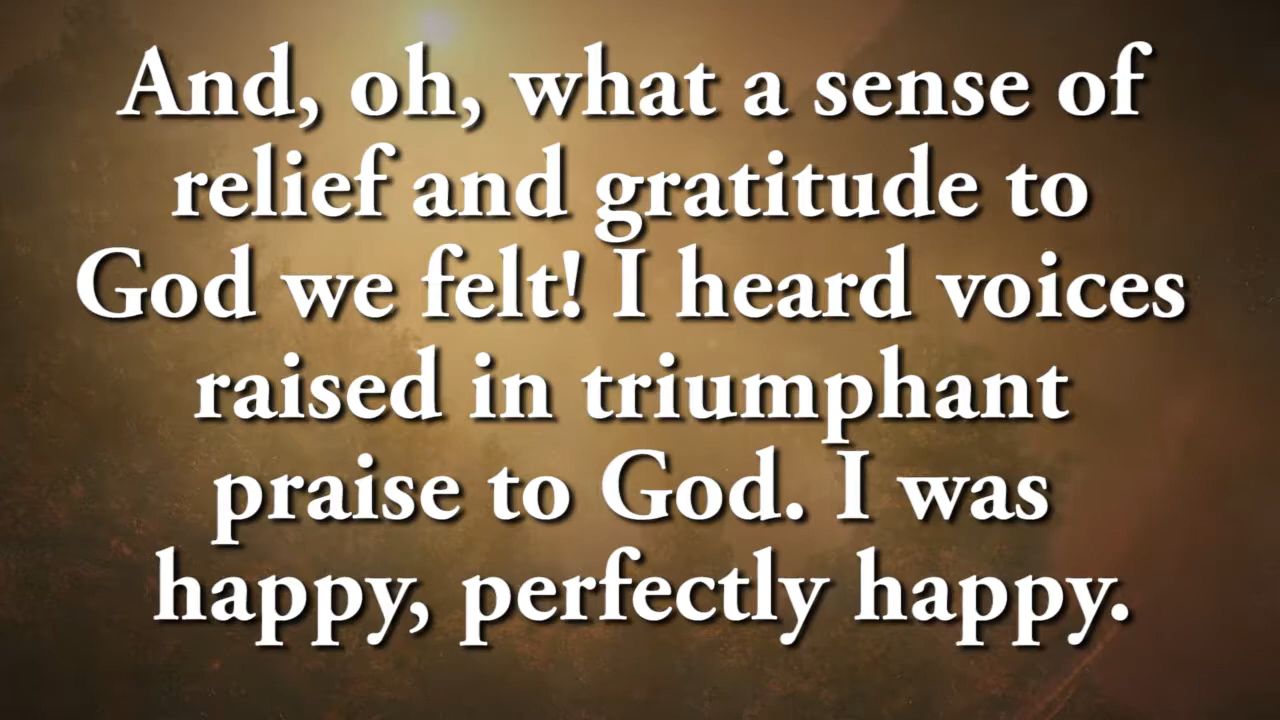 And, oh, what a sense of
relief and gratitude to
God we felt! I heard voices
raised in triumphant
praise to God. I was
happy, perfectly happy.